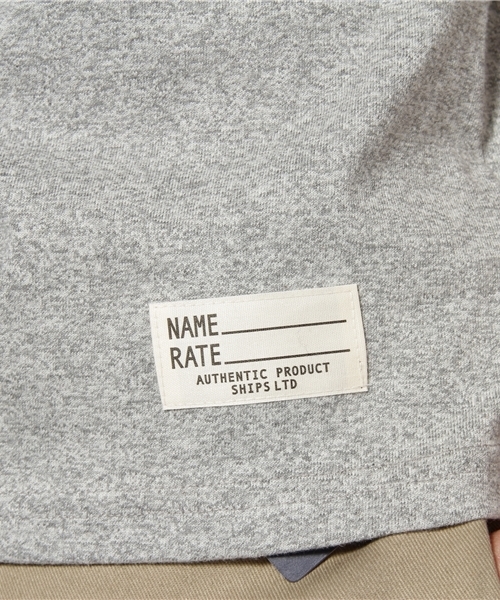 NAME
RATE
AUTHENTIC PRODUCT
SHIPS LTD